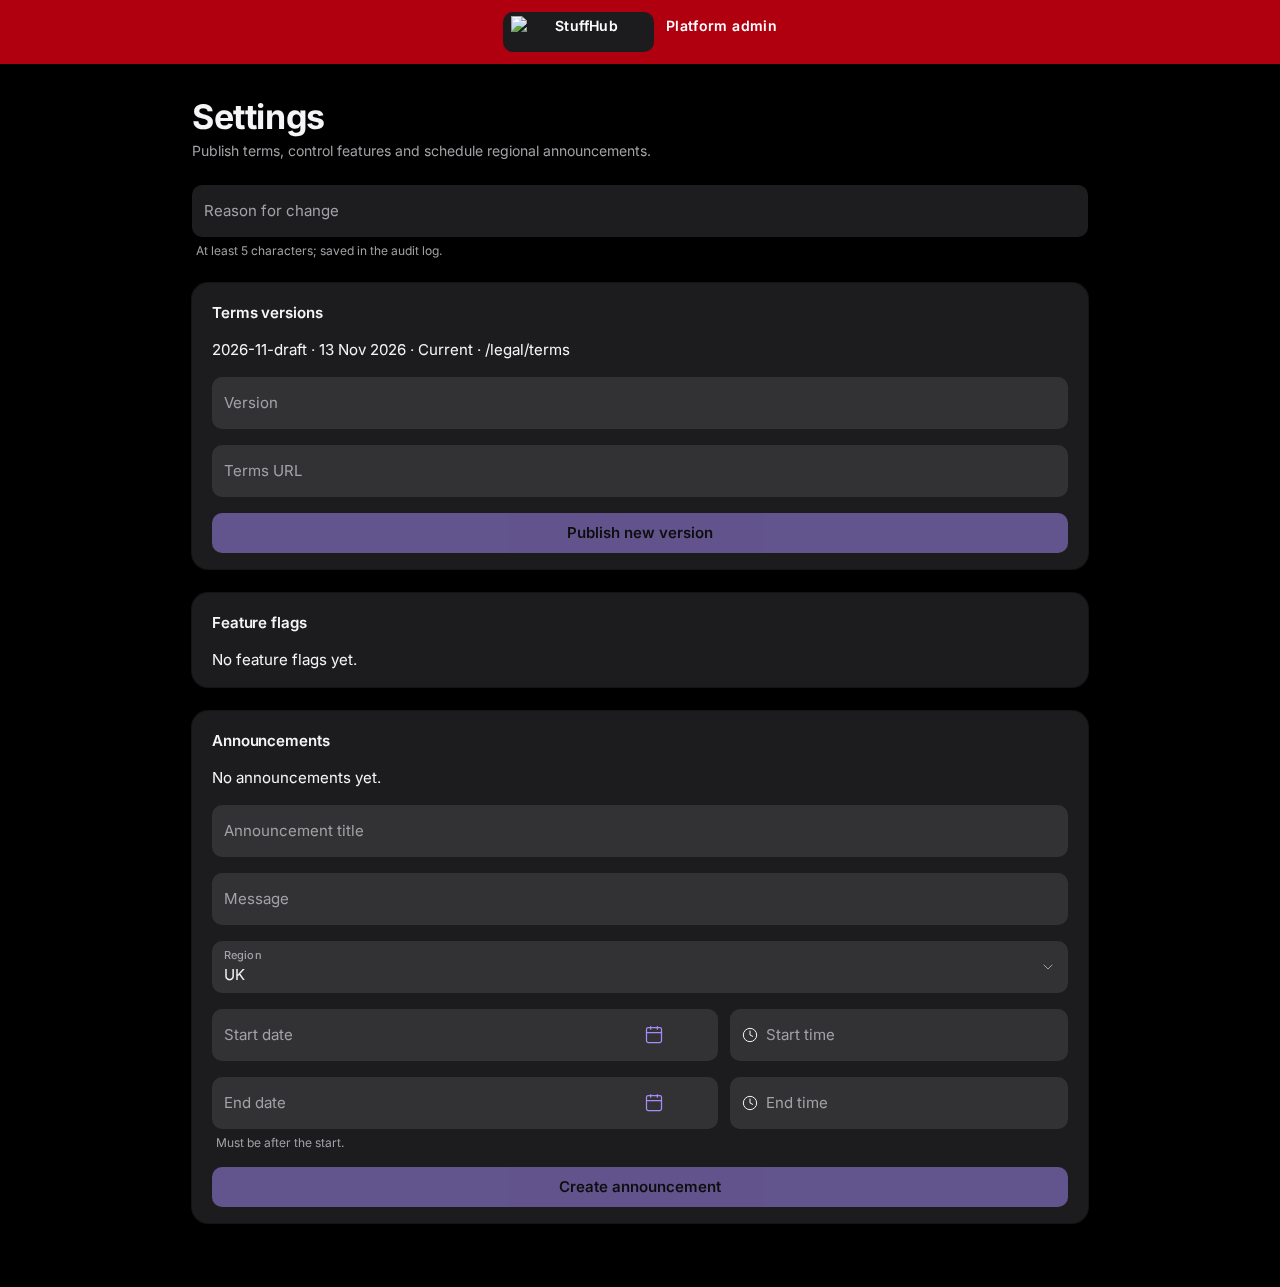 StuffHub
Platform admin
Settings
Publish terms, control features and schedule regional announcements.
Reason for change
At least 5 characters; saved in the audit log.
Terms versions
2026-11-draft · 13 Nov 2026 · Current · /legal/terms
Version
Terms URL
Publish new version
Feature flags
No feature flags yet.
Announcements
No announcements yet.
Announcement title
Message
Region
UK
Start date
Start time
End date
End time
Must be after the start.
Create announcement